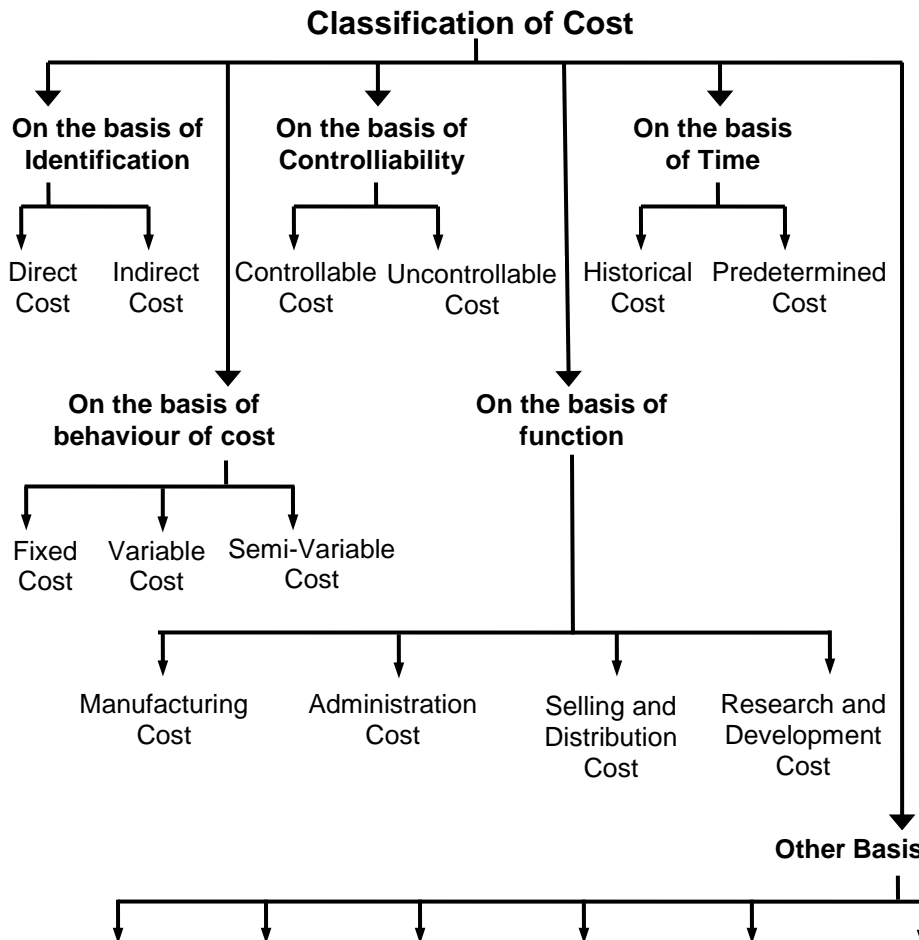 Classification of Cost
On the basis of
Identification
On the basis of
Controlliability
On the basis
of Time
Direct
Cost
Indirect
Cost
Controllable
Cost
Uncontrollable
Cost
Historical
Cost
Predetermined
Cost
On the basis of
behaviour of cost
On the basis of
function
Fixed
Cost
Variable
Cost
Semi-Variable
Cost
Manufacturing
Cost
Administration
Cost
Selling and
Distribution
Cost
Research and
Development
Cost
Other Basis